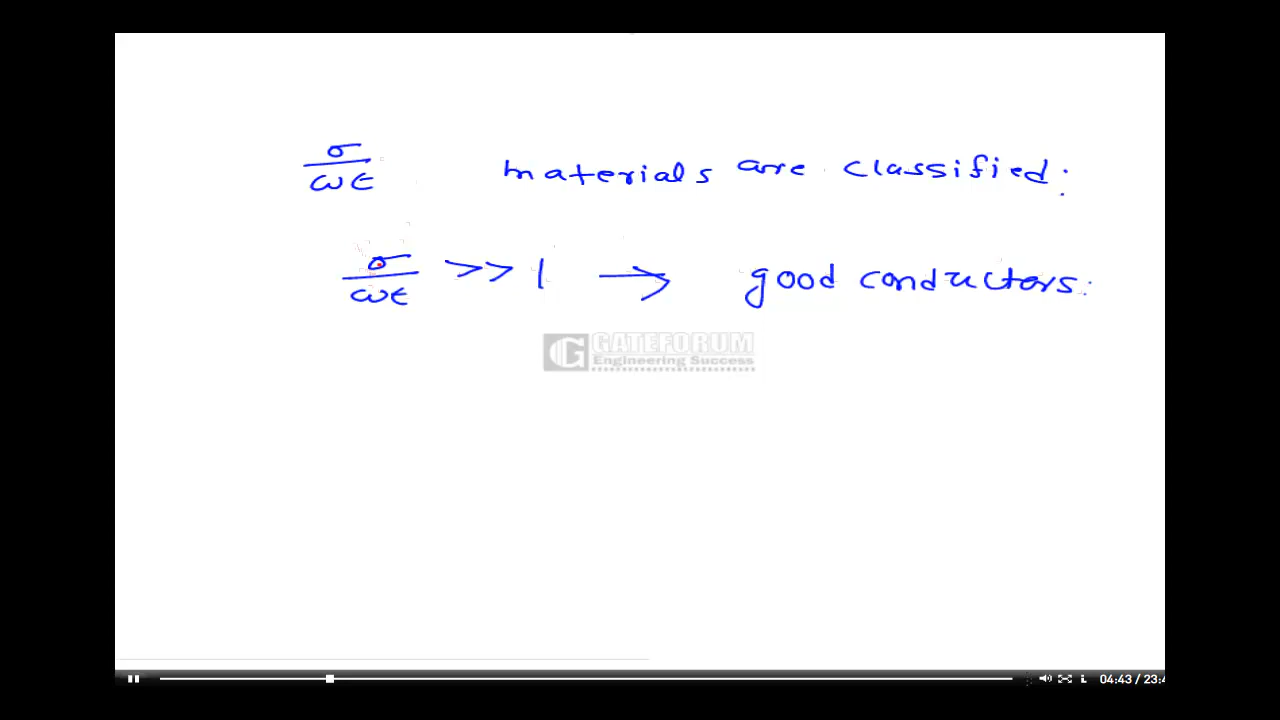 σ/ωϵ materials are classified:
σ/ωϵ >> 1 → good conductors:
G GATEFORUM
Engineering Success
04:43 / 23:4